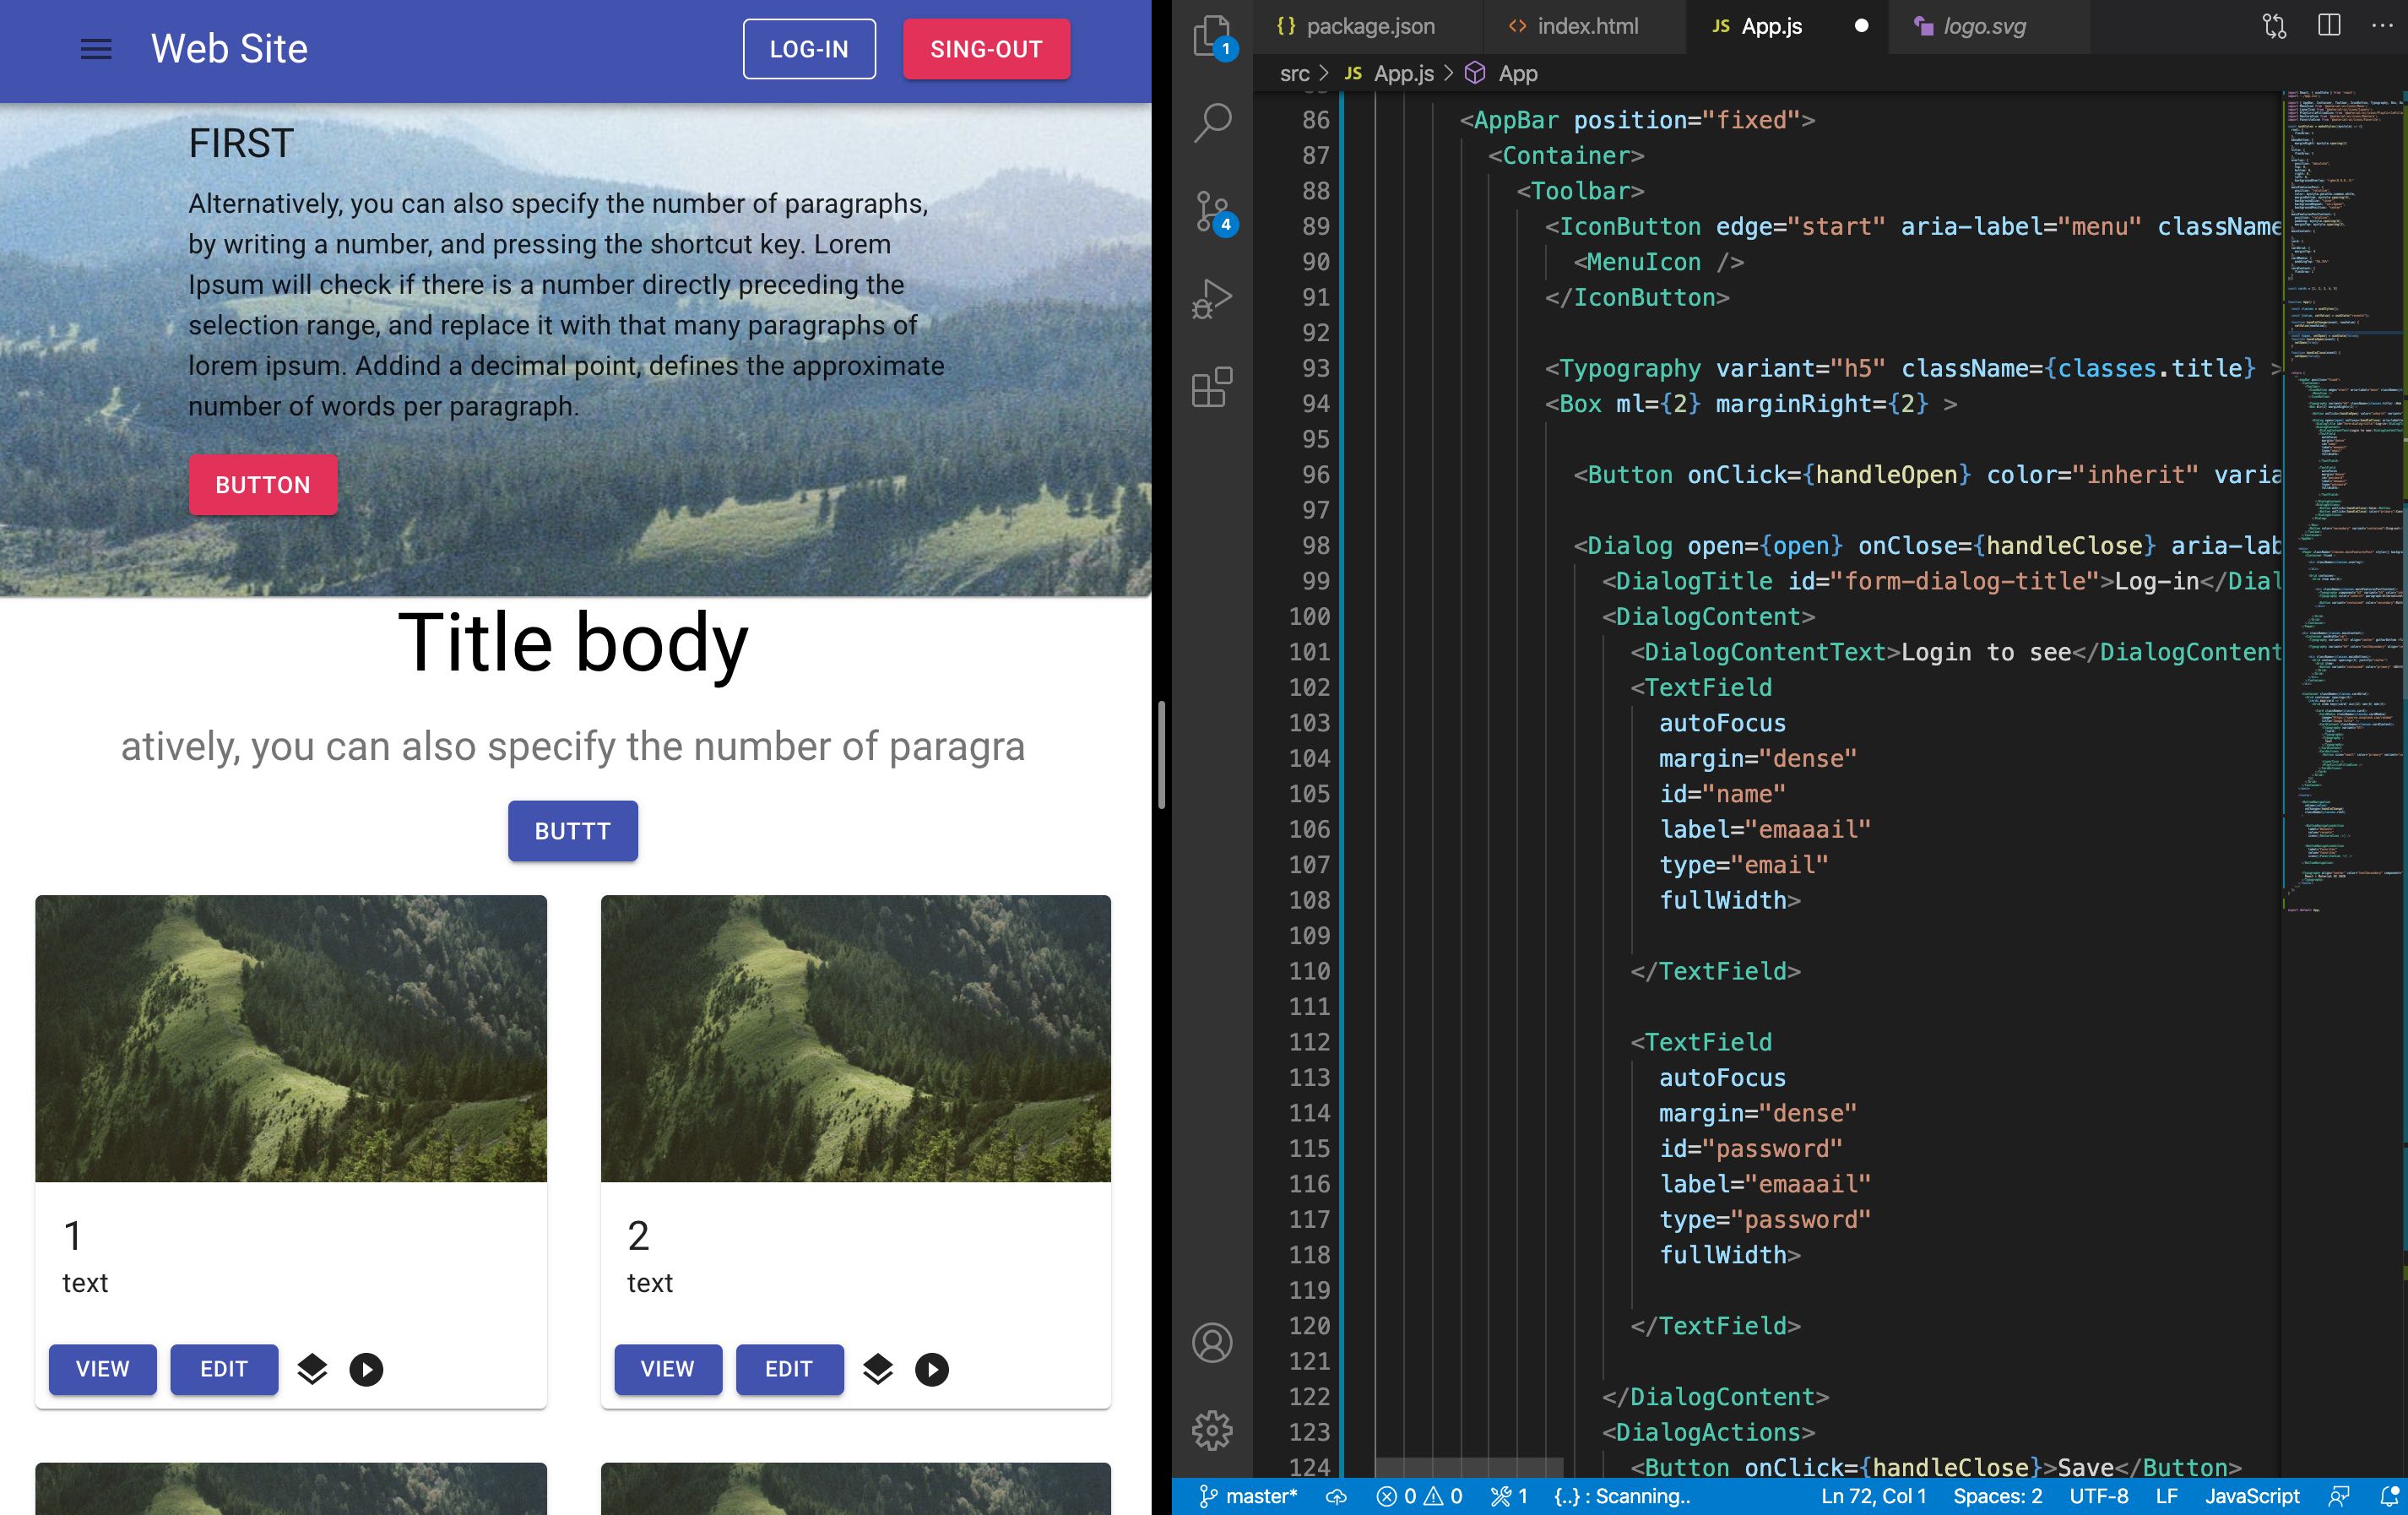 Web Site
LOG-IN
SING-OUT
FIRST
Alternatively, you can also specify the number of paragraphs,
by writing a number, and pressing the shortcut key. Lorem
Ipsum will check if there is a number directly preceding the
selection range, and replace it with that many paragraphs of
lorem ipsum. Addind a decimal point, defines the approximate
number of words per paragraph.
BUTTON
Title body
atively, you can also specify the number of paragra
BUTTT
1
text
VIEW
EDIT
2
text
VIEW
EDIT
{} package.json
<> index.html
JS App.js
logo.svg
1
4
src > JS App.js > App
86 <AppBar position="fixed">
87 <Container>
88 <Toolbar>
89 <IconButton edge="start" aria-label="menu" className
90 <MenuIcon />
91 </IconButton>
92
93 <Typography variant="h5" className={classes.title} >
94 <Box ml={2} marginRight={2} >
95
96 <Button onClick={handleOpen} color="inherit" varia
97
98 <Dialog open={open} onClose={handleClose} aria-lab
99 <DialogTitle id="form-dialog-title">Log-in</Dial
100 <DialogContent>
101 <DialogContentText>Login to see</DialogContent
102 <TextField
103 autoFocus
104 margin="dense"
105 id="name"
106 label="emaaail"
107 type="email"
108 fullWidth>
109
110 </TextField>
111
112 <TextField
113 autoFocus
114 margin="dense"
115 id="password"
116 label="emaaail"
117 type="password"
118 fullWidth>
119
120 </TextField>
121
122 </DialogContent>
123 <DialogActions>
124 <Button onClick={handleClose}>Save</Button>
master* 0 0 1 {..} : Scanning.. Ln 72, Col 1 Spaces: 2 UTF-8 LF JavaScript